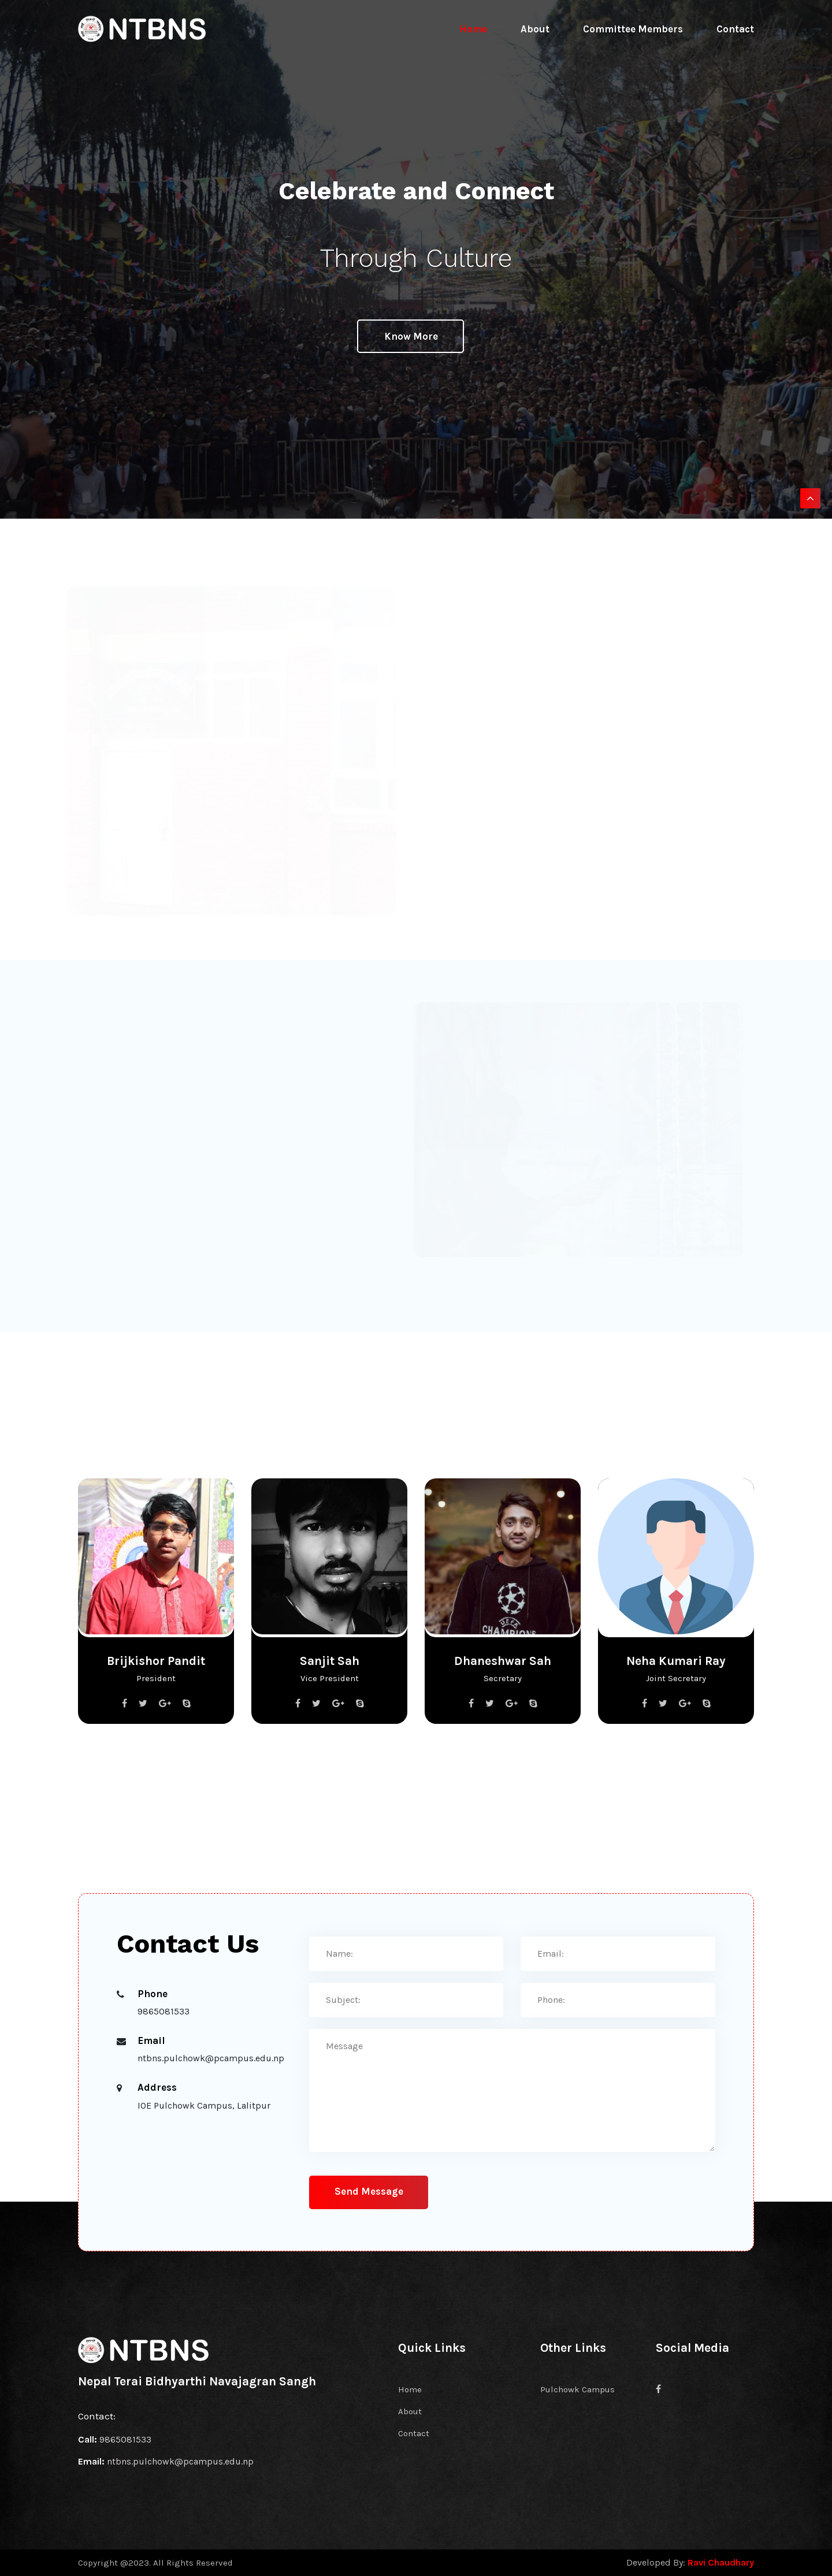 NTBNS
Home
About
Committee Members
Contact
Celebrate and Connect
Through Culture
Know More
CHAMPIONS
Brijkishor Pandit
President
Sanjit Sah
Vice President
Dhaneshwar Sah
Secretary
Neha Kumari Ray
Joint Secretary
Contact Us
Phone
9865081533
Email
ntbns.pulchowk@pcampus.edu.np
Address
IOE Pulchowk Campus, Lalitpur
Name:
Email:
Subject:
Phone:
Message
Send Message
NTBNS
Nepal Terai Bidhyarthi Navajagran Sangh
Contact:
Call: 9865081533
Email: ntbns.pulchowk@pcampus.edu.np
Quick Links
Home
About
Contact
Other Links
Pulchowk Campus
Social Media
Copyright @2023. All Rights Reserved
Developed By: Ravi Chaudhary